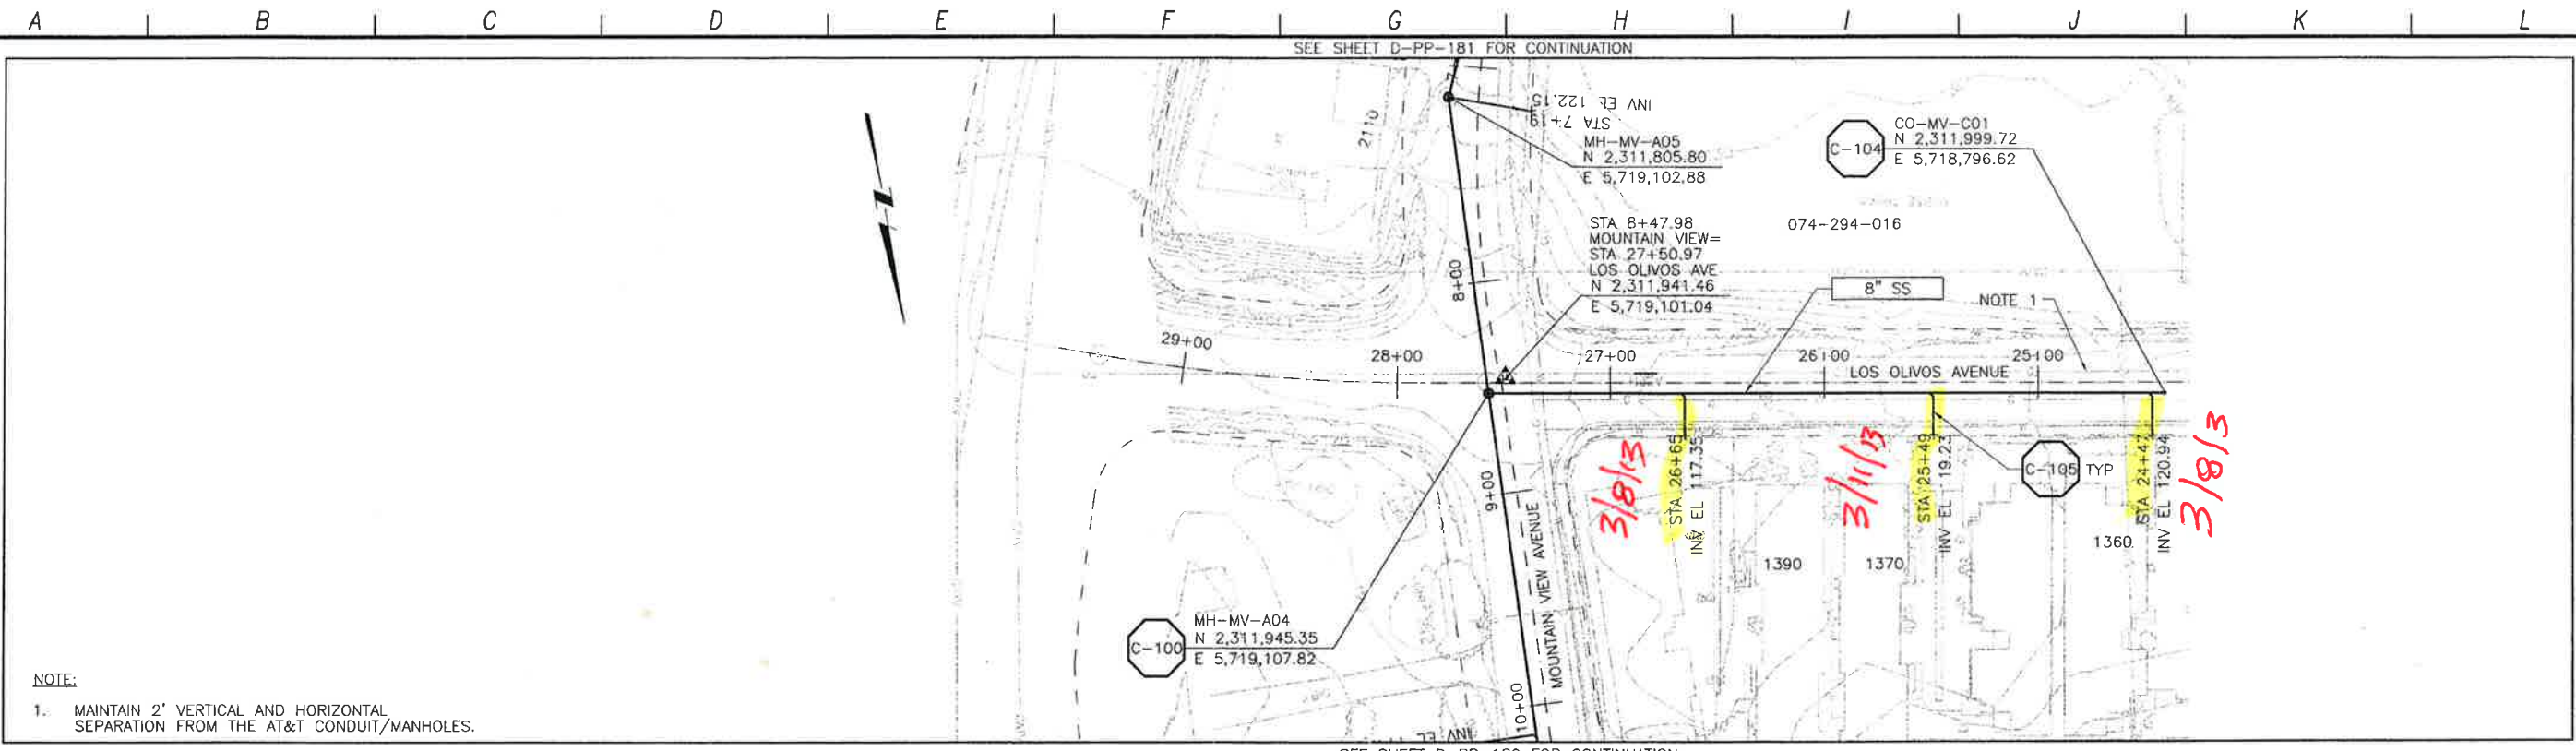 A B C D E F G H I J K L
SEE SHEET D-PP-181 FOR CONTINUATION
2110
INV EL 122.15
STA 7+19
MH-MV-A05
N 2,311,805.80
E 5,719,102.88
C-104
CO-MV-C01
N 2,311,999.72
E 5,718,796.62
STA 8+47.98
MOUNTAIN VIEW=
STA 27+50.97
LOS OLIVOS AVE
N 2,311,941.46
E 5,719,101.04
074-294-016
8" SS
NOTE 1
8+00
29+00
28+00
27+00
26+00
25+00
LOS OLIVOS AVENUE
9+00
MOUNTAIN VIEW AVENUE
10+00
3/8/13
STA 26+65
INV EL 117.35
3/11/13
STA 25+49
INV EL 119.23
C-105 TYP
STA 24+47
INV EL 120.94
3/8/13
1390
1370
1360
C-100
MH-MV-A04
N 2,311,945.35
E 5,719,107.82
INV EL
NOTE:
1. MAINTAIN 2' VERTICAL AND HORIZONTAL
SEPARATION FROM THE AT&T CONDUIT/MANHOLES.